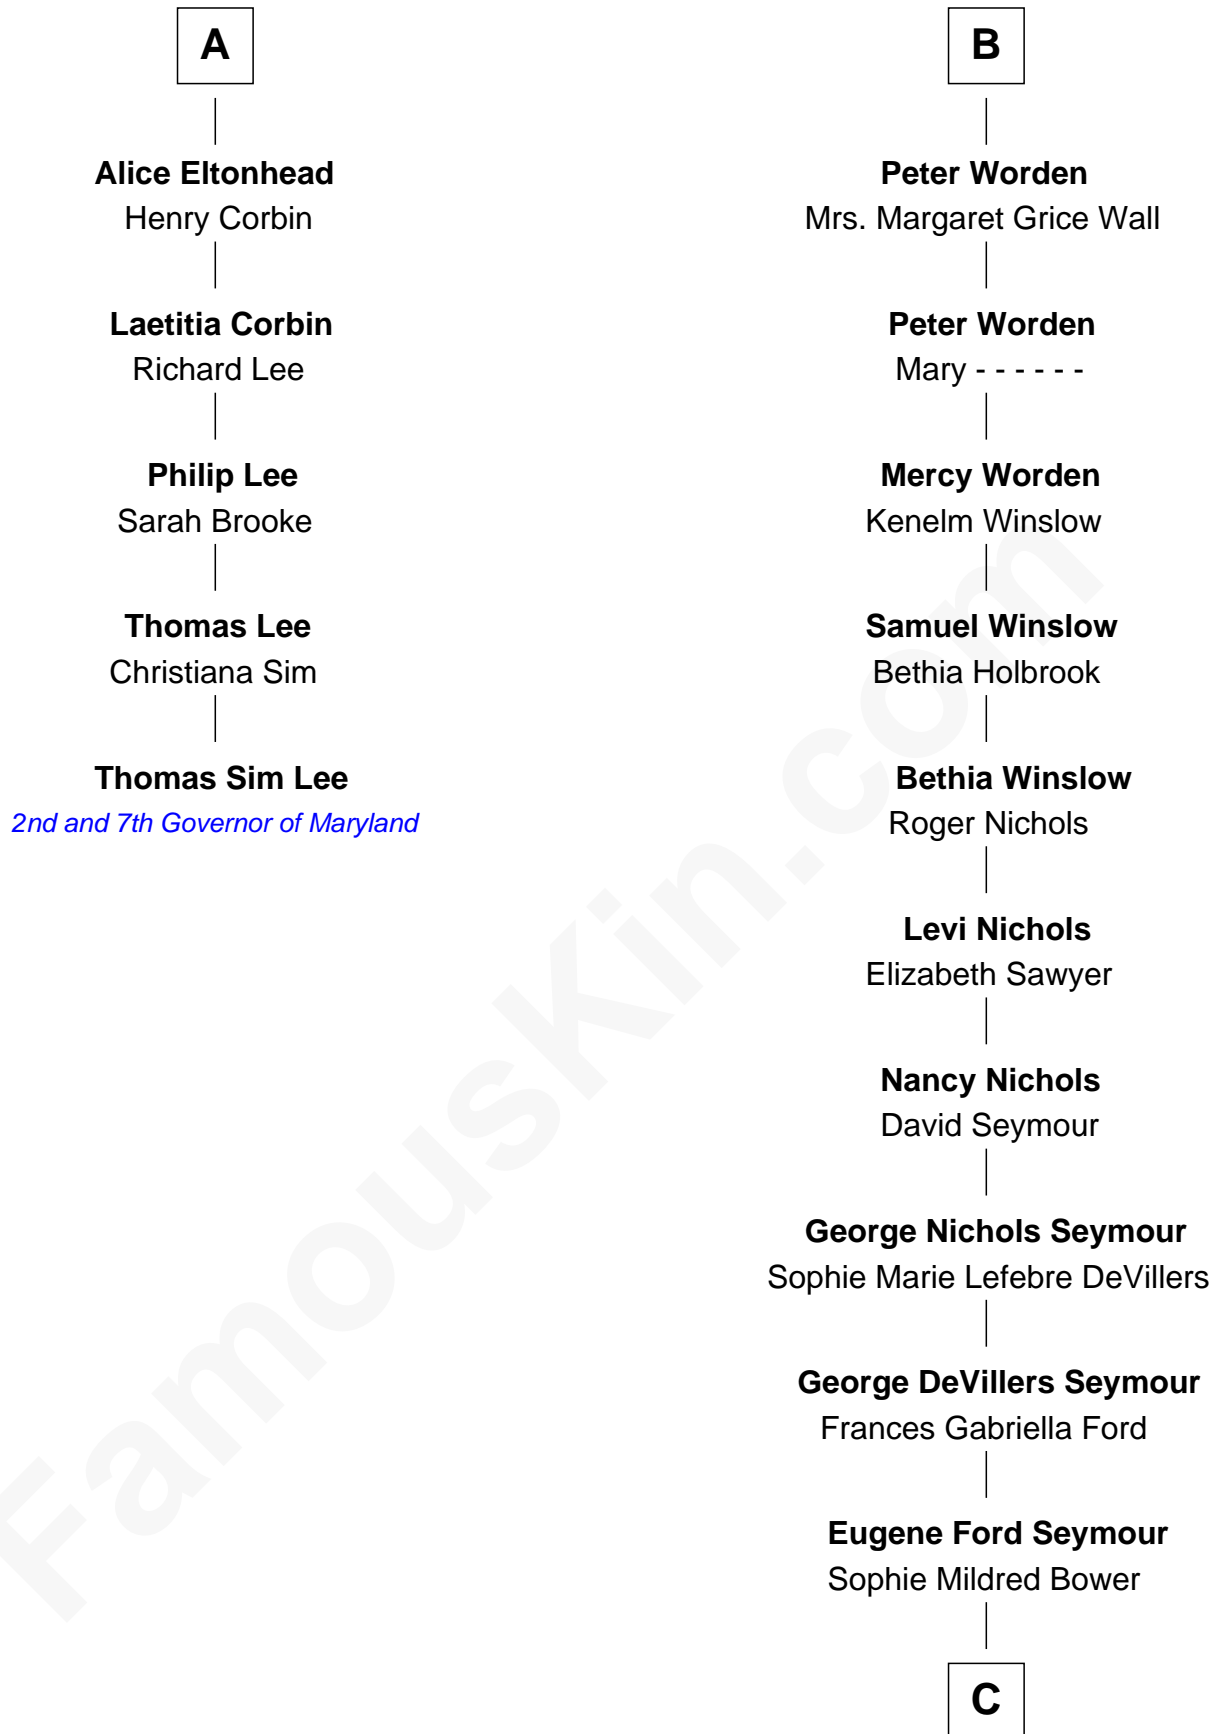 A
Alice Eltonhead
Henry Corbin
Laetitia Corbin
Richard Lee
Philip Lee
Sarah Brooke
Thomas Lee
Christiana Sim
Thomas Sim Lee
2nd and 7th Governor of Maryland
B
Peter Worden
Mrs. Margaret Grice Wall
Peter Worden
Mary - - - - - -
Mercy Worden
Kenelm Winslow
Samuel Winslow
Bethia Holbrook
Bethia Winslow
Roger Nichols
Levi Nichols
Elizabeth Sawyer
Nancy Nichols
David Seymour
George Nichols Seymour
Sophie Marie Lefebre DeVillers
George DeVillers Seymour
Frances Gabriella Ford
Eugene Ford Seymour
Sophie Mildred Bower
C
FamousKin.com